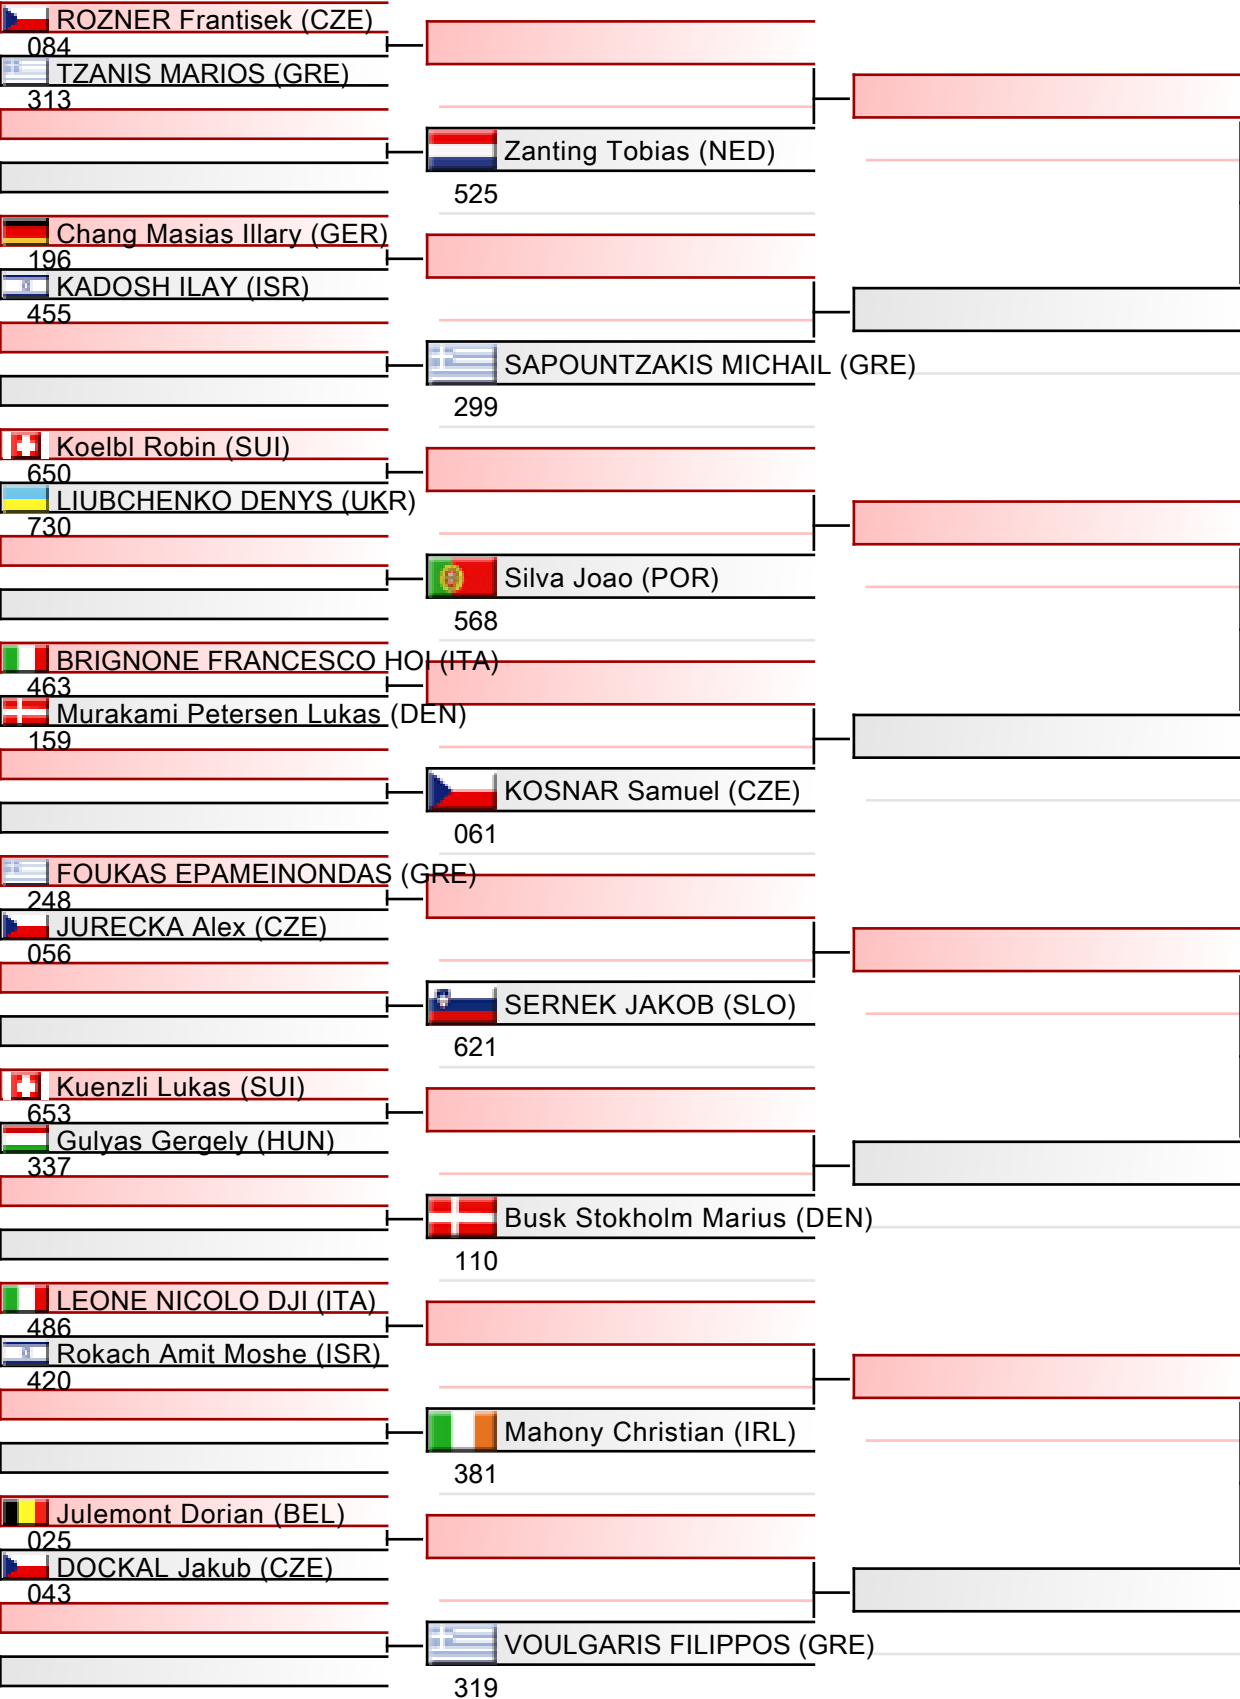 ROZNER Frantisek (CZE)
084
TZANIS MARIOS (GRE)
313
Zanting Tobias (NED)
525
Chang Masias Illary (GER)
196
KADOSH ILAY (ISR)
455
SAPOUNTZAKIS MICHAIL (GRE)
299
Koelbl Robin (SUI)
650
LIUBCHENKO DENYS (UKR)
730
Silva Joao (POR)
568
BRIGNONE FRANCESCO HOI (ITA)
463
Murakami Petersen Lukas (DEN)
159
KOSNAR Samuel (CZE)
061
FOUKAS EPAMEINONDAS (GRE)
248
JURECKA Alex (CZE)
056
SERNEK JAKOB (SLO)
621
Kuenzli Lukas (SUI)
653
Gulyas Gergely (HUN)
337
Busk Stokholm Marius (DEN)
110
LEONE NICOLO DJI (ITA)
486
Rokach Amit Moshe (ISR)
420
Mahony Christian (IRL)
381
Julemont Dorian (BEL)
025
DOCKAL Jakub (CZE)
043
VOULGARIS FILIPPOS (GRE)
319